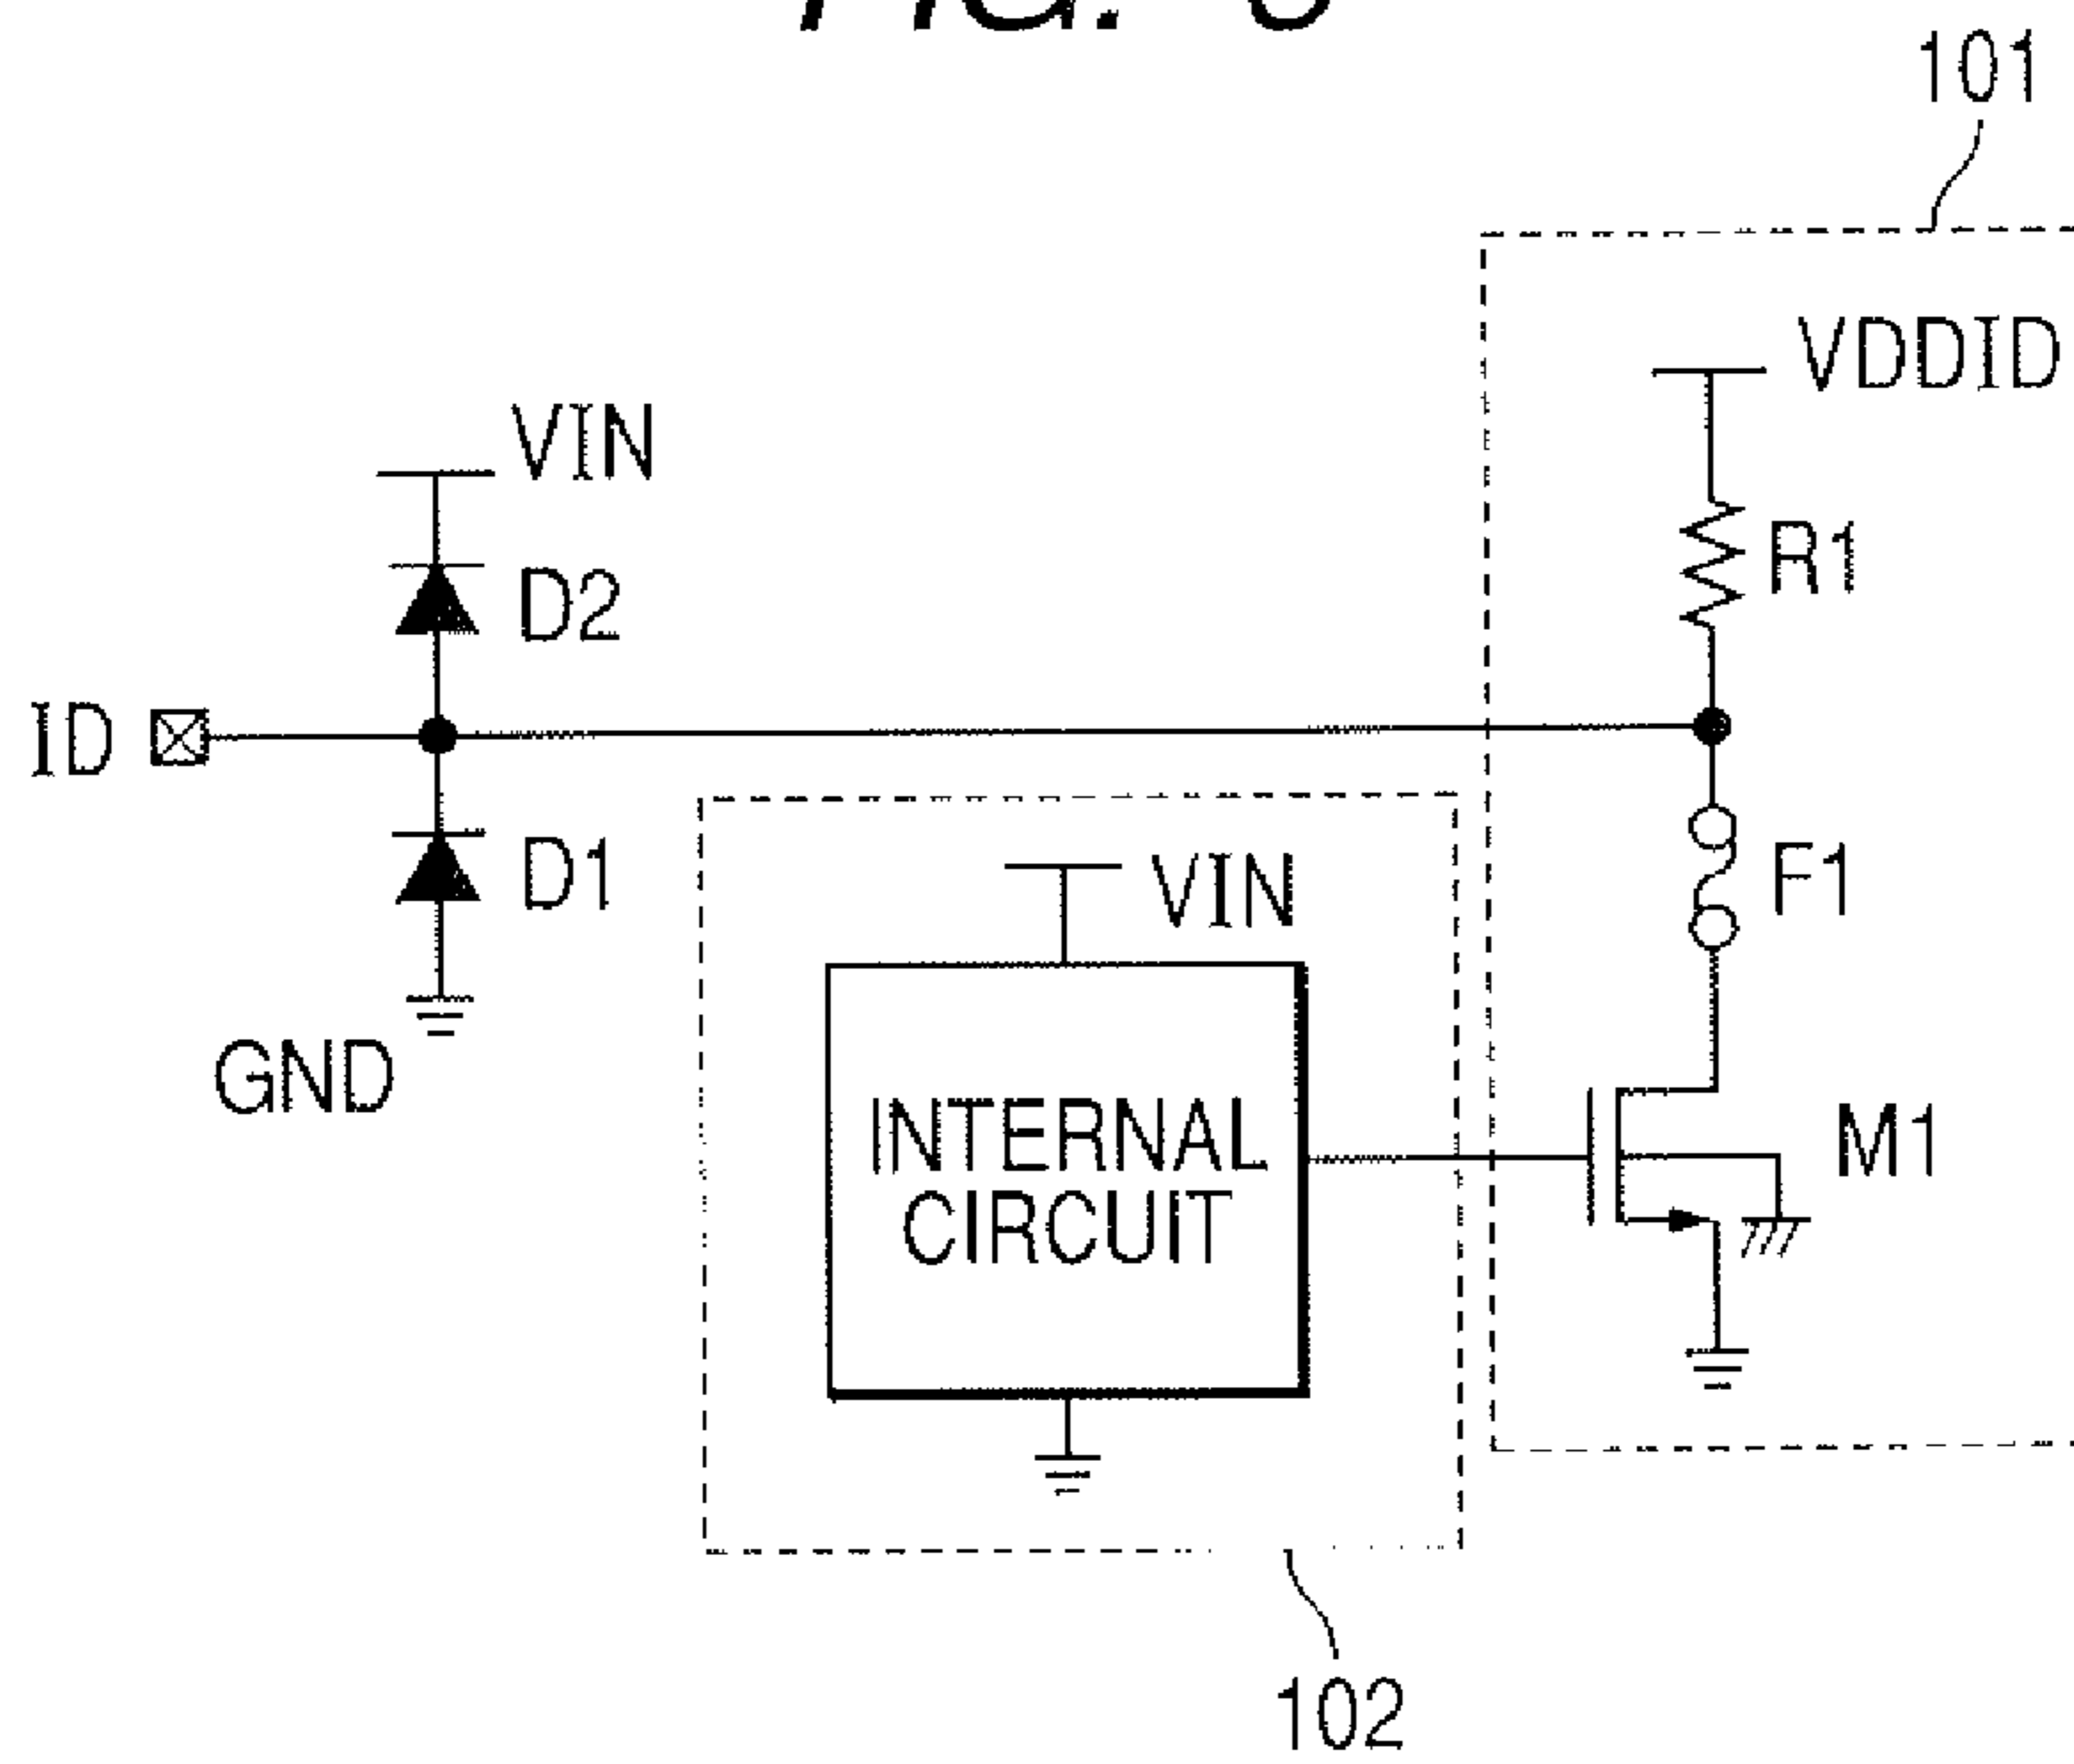 101
VDDID
VIN
R1
D2
ID
D1
F1
VIN
GND
INTERNAL
CIRCUIT
M1
102